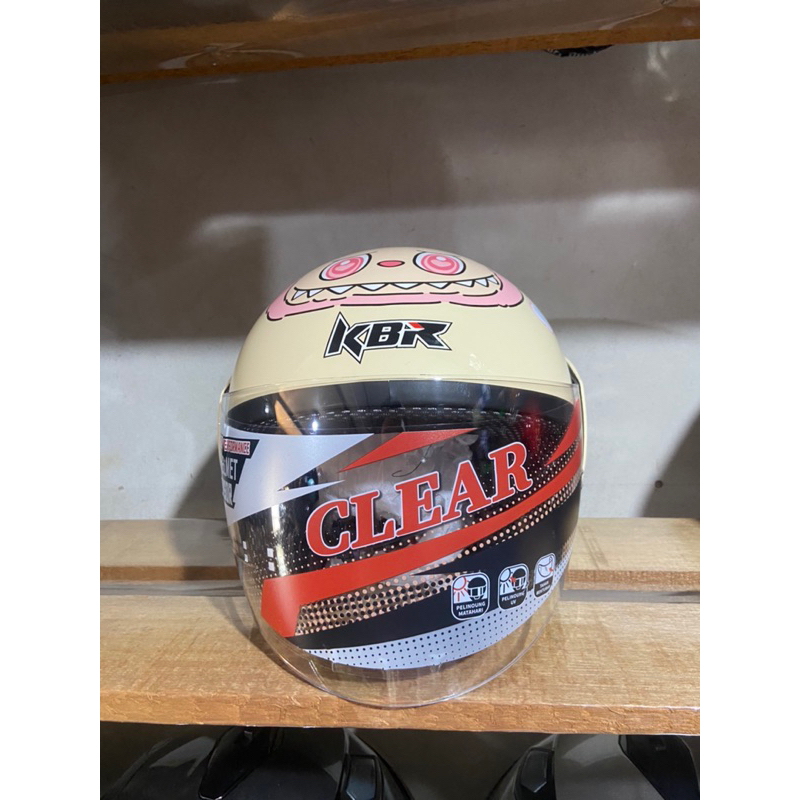 KBR
CLEAR
PELINDUNG
MATAHARI
PELINDUNG
UV